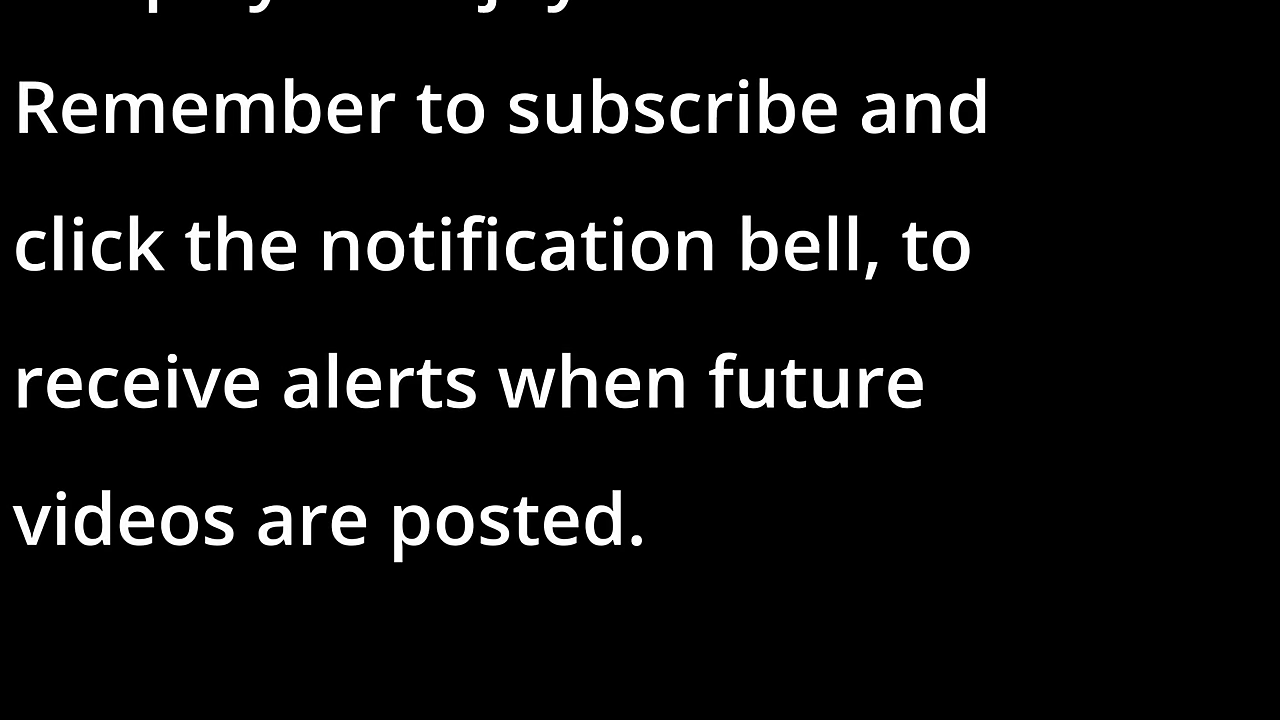 Remember to subscribe and
click the notification bell, to
receive alerts when future
videos are posted.